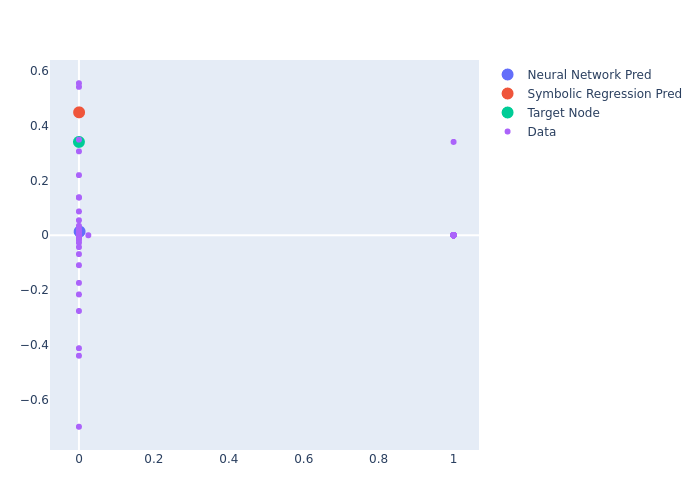 Neural Network Pred
Symbolic Regression Pred
Target Node
Data
0.6
0.4
0.2
0
−0.2
−0.4
−0.6
0 0.2 0.4 0.6 0.8 1